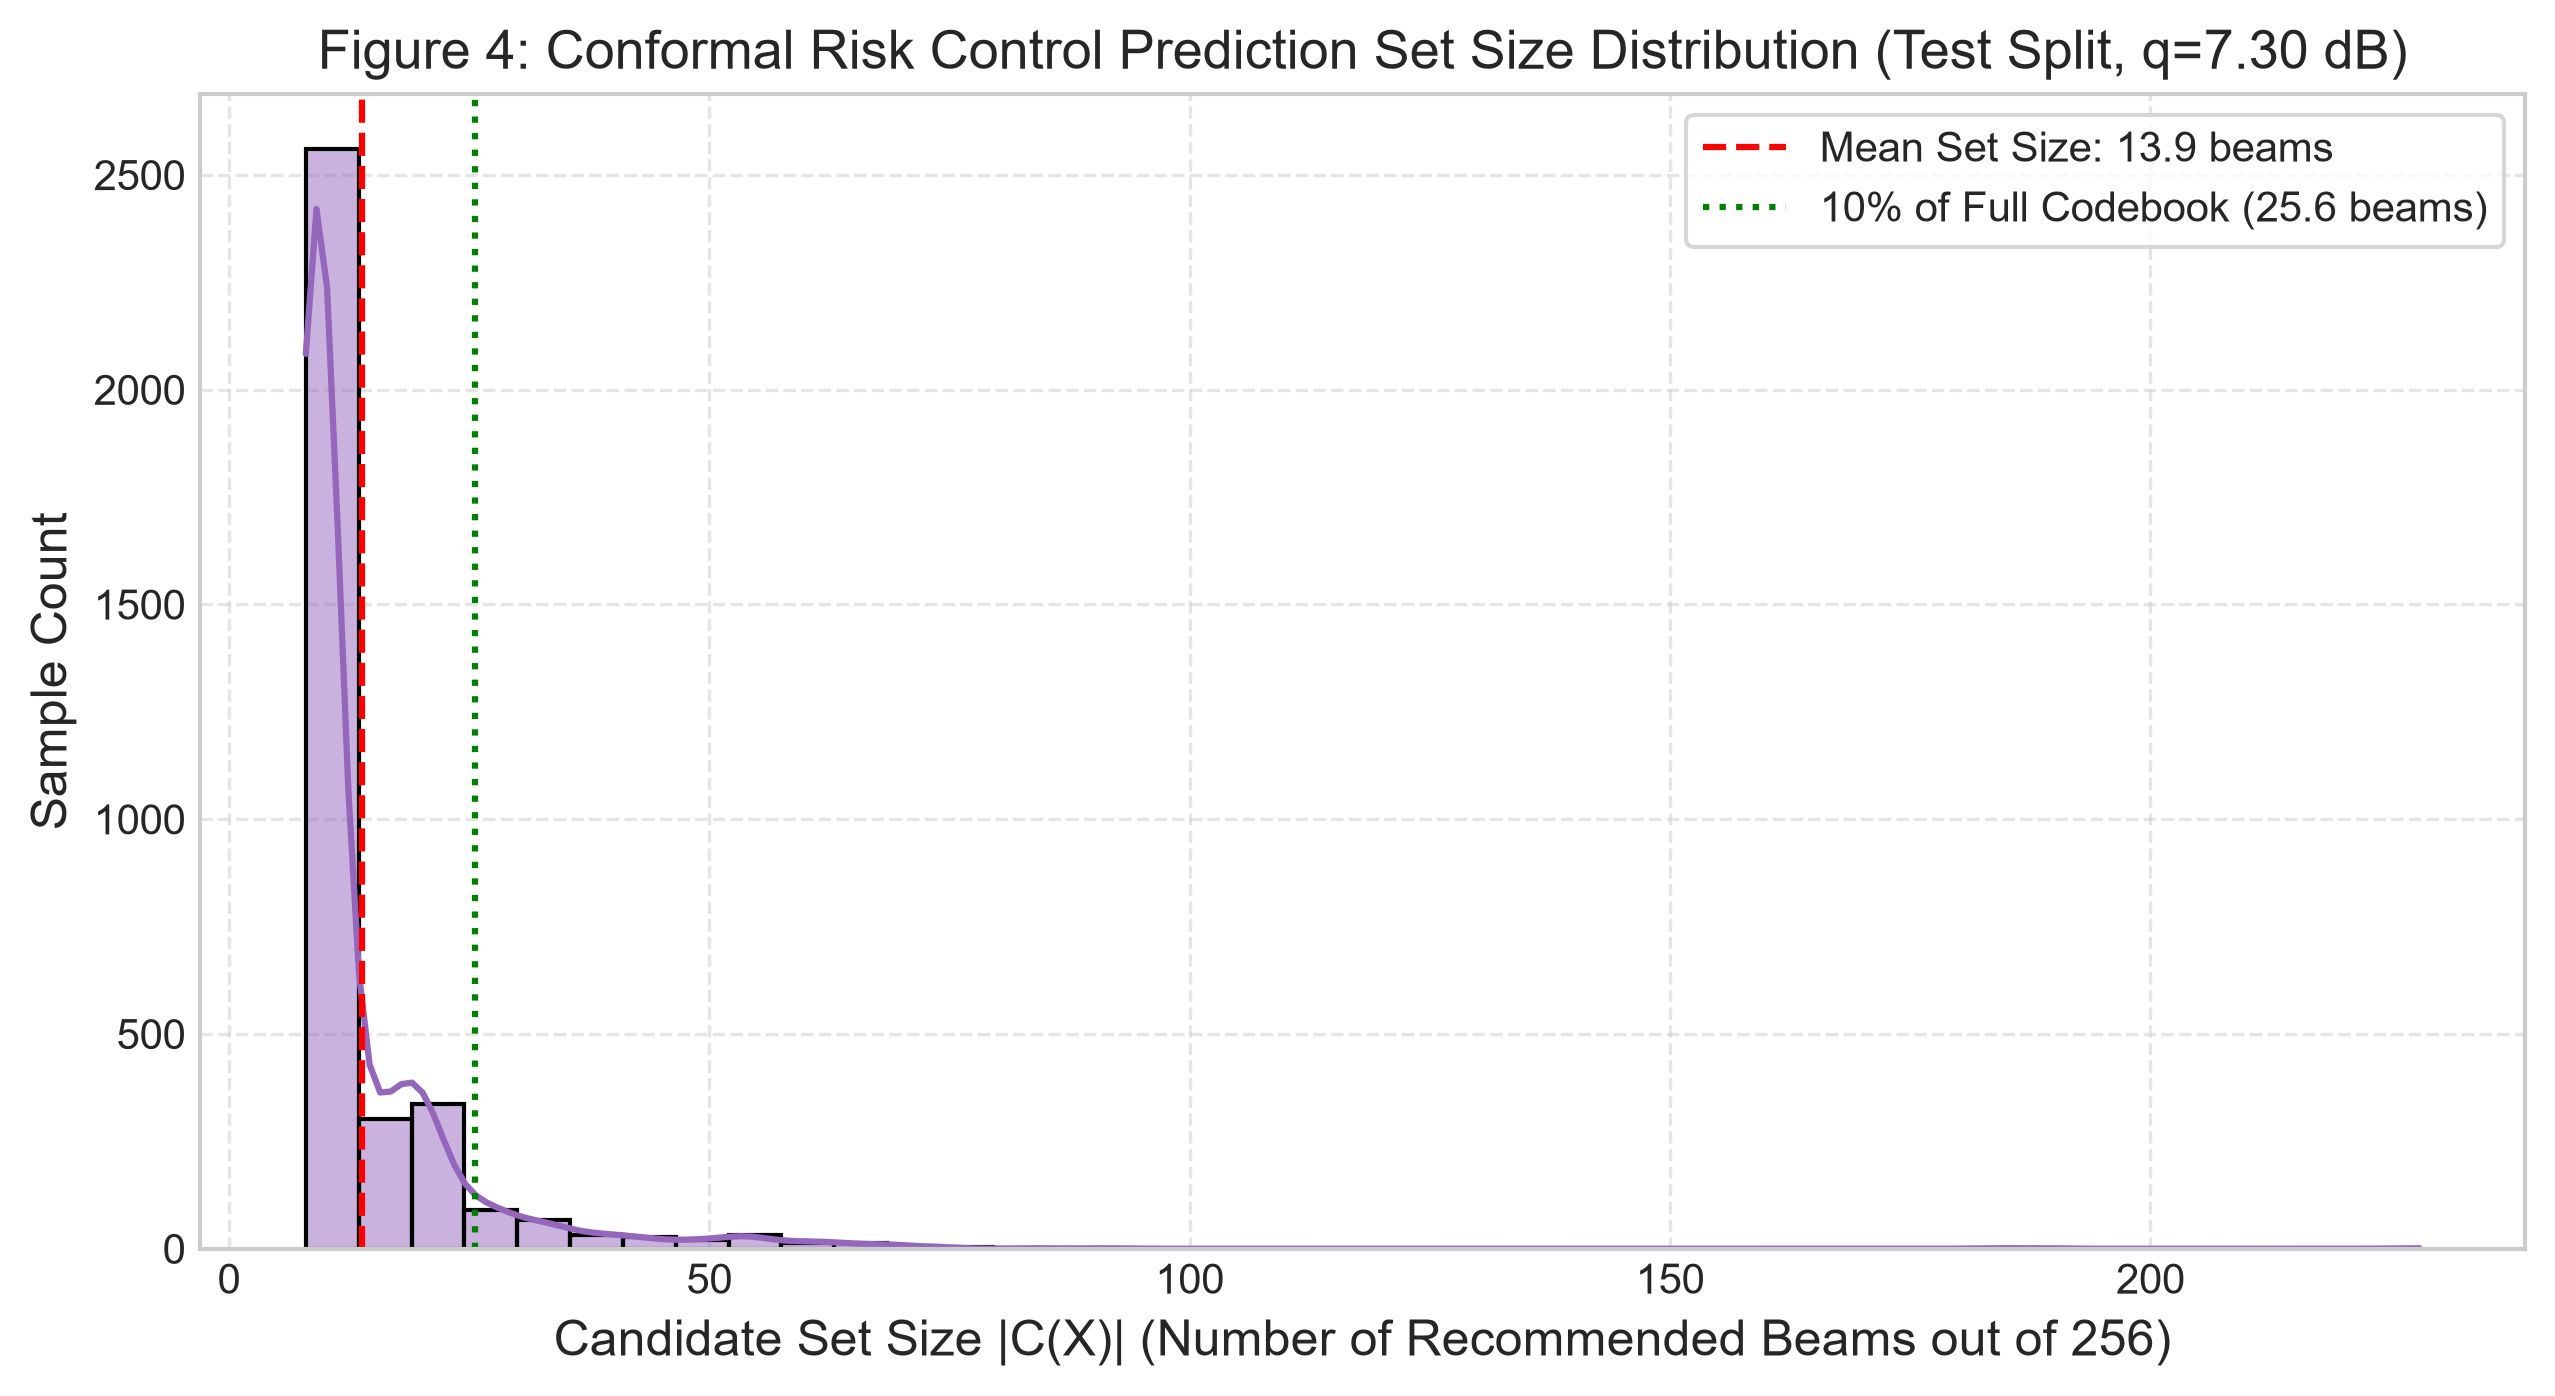 Figure 4: Conformal Risk Control Prediction Set Size Distribution (Test Split, q=7.30 dB)
Mean Set Size: 13.9 beams
10% of Full Codebook (25.6 beams)
Sample Count
2500
2000
1500
1000
500
0
0
50
100
150
200
Candidate Set Size |C(X)| (Number of Recommended Beams out of 256)